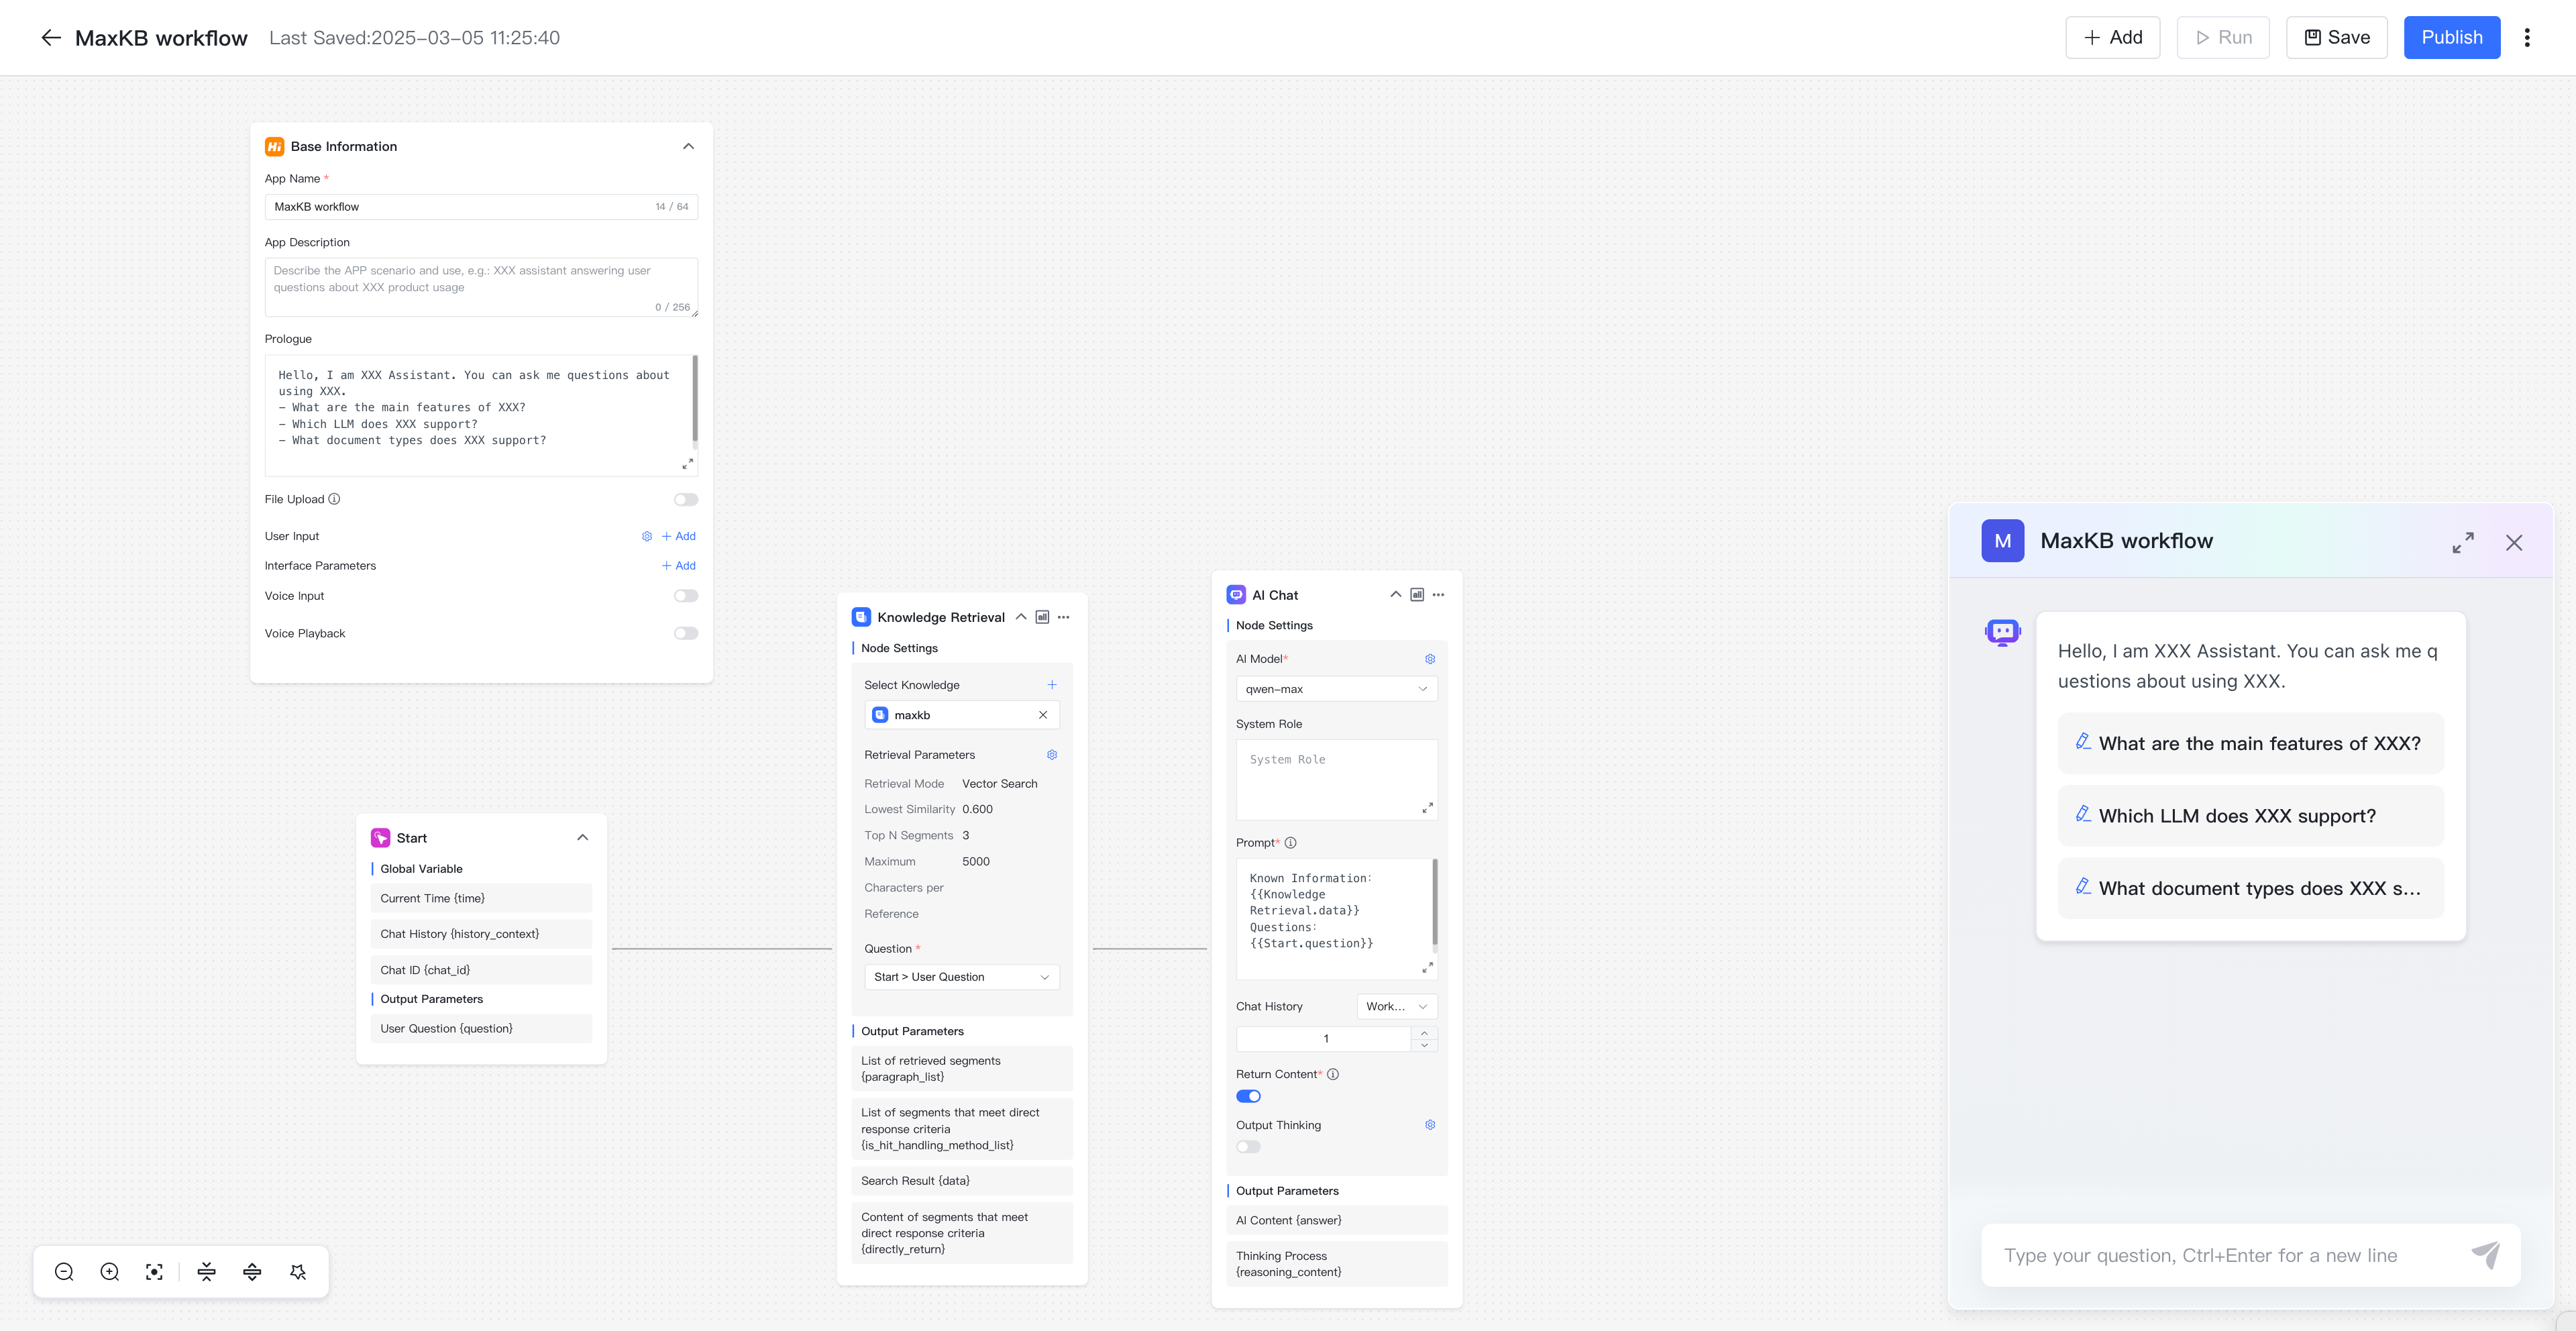 MaxKB workflow Last Saved:2025-03-05 11:25:40
Add Run Save Publish
Hi Base Information
App Name *
MaxKB workflow 14 / 64
App Description
Describe the APP scenario and use, e.g.: XXX assistant answering user
questions about XXX product usage
0 / 256
Prologue
Hello, I am XXX Assistant. You can ask me questions about
using XXX.
- What are the main features of XXX?
- Which LLM does XXX support?
- What document types does XXX support?
File Upload
User Input + Add
Interface Parameters + Add
Voice Input
Voice Playback
Start
Global Variable
Current Time {time}
Chat History {history_context}
Chat ID {chat_id}
Output Parameters
User Question {question}
Knowledge Retrieval
Node Settings
Select Knowledge
maxkb
Retrieval Parameters
Retrieval Mode Vector Search
Lowest Similarity 0.600
Top N Segments 3
Maximum 5000
Characters per
Reference
Question *
Start > User Question
Output Parameters
List of retrieved segments
{paragraph_list}
List of segments that meet direct
response criteria
{is_hit_handling_method_list}
Search Result {data}
Content of segments that meet
direct response criteria
{directly_return}
AI Chat
Node Settings
AI Model*
qwen-max
System Role
System Role
Prompt*
Known Information:
{{Knowledge
Retrieval.data}}
Questions:
{{Start.question}}
Chat History Work...
1
Return Content*
Output Thinking
Output Parameters
AI Content {answer}
Thinking Process
{reasoning_content}
M MaxKB workflow
Hello, I am XXX Assistant. You can ask me q
uestions about using XXX.
What are the main features of XXX?
Which LLM does XXX support?
What document types does XXX s...
Type your question, Ctrl+Enter for a new line